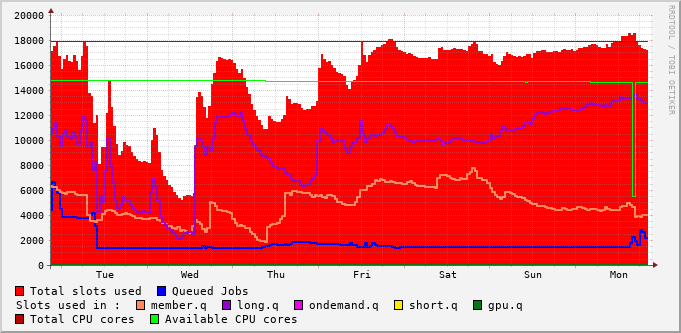 20000
18000
16000
14000
12000
10000
8000
6000
4000
2000
0
Tue Wed Thu Fri Sat Sun Mon
RRDTOOL / TOBI OETIKER
Total slots used Queued Jobs
Slots used in : member.q long.q ondemand.q short.q gpu.q
Total CPU cores Available CPU cores